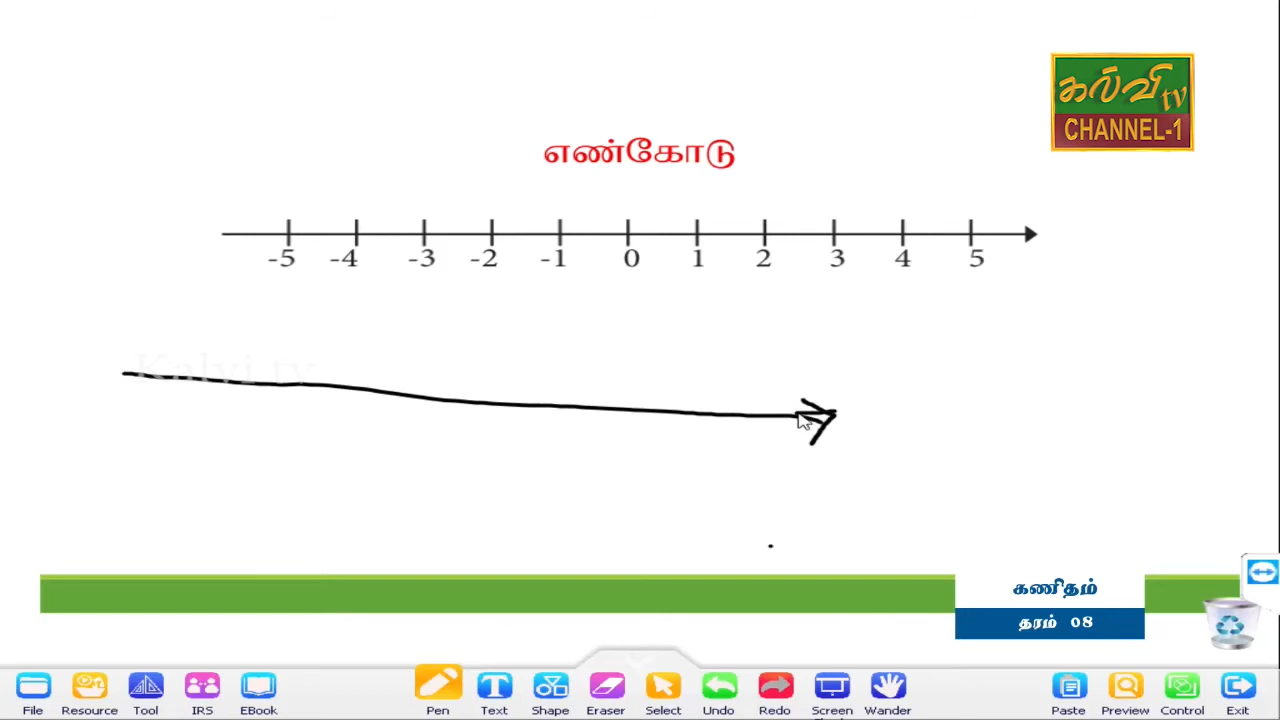 கல்வி tv
CHANNEL-1
எண்கோடு
-5 -4 -3 -2 -1 0 1 2 3 4 5
Kalvi tv
கணிதம்
தரம் 08
File Resource Tool IRS EBook Pen Text Shape Eraser Select Undo Redo Screen Wander Paste Preview Control Exit